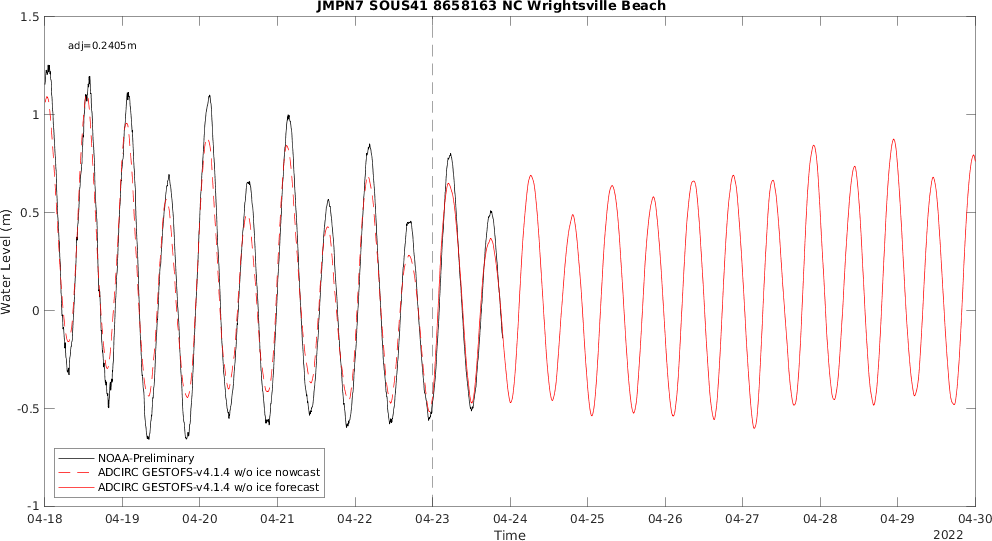 JMPN7 SOUS41 8658163 NC Wrightsville Beach
1.5
adj=0.2405m
1
0.5
Water Level (m)
0
-0.5
NOAA-Preliminary
ADCIRC GESTOFS-v4.1.4 w/o ice nowcast
ADCIRC GESTOFS-v4.1.4 w/o ice forecast
-1
04-18 04-19 04-20 04-21 04-22 04-23 04-24 04-25 04-26 04-27 04-28 04-29 04-30
Time
2022